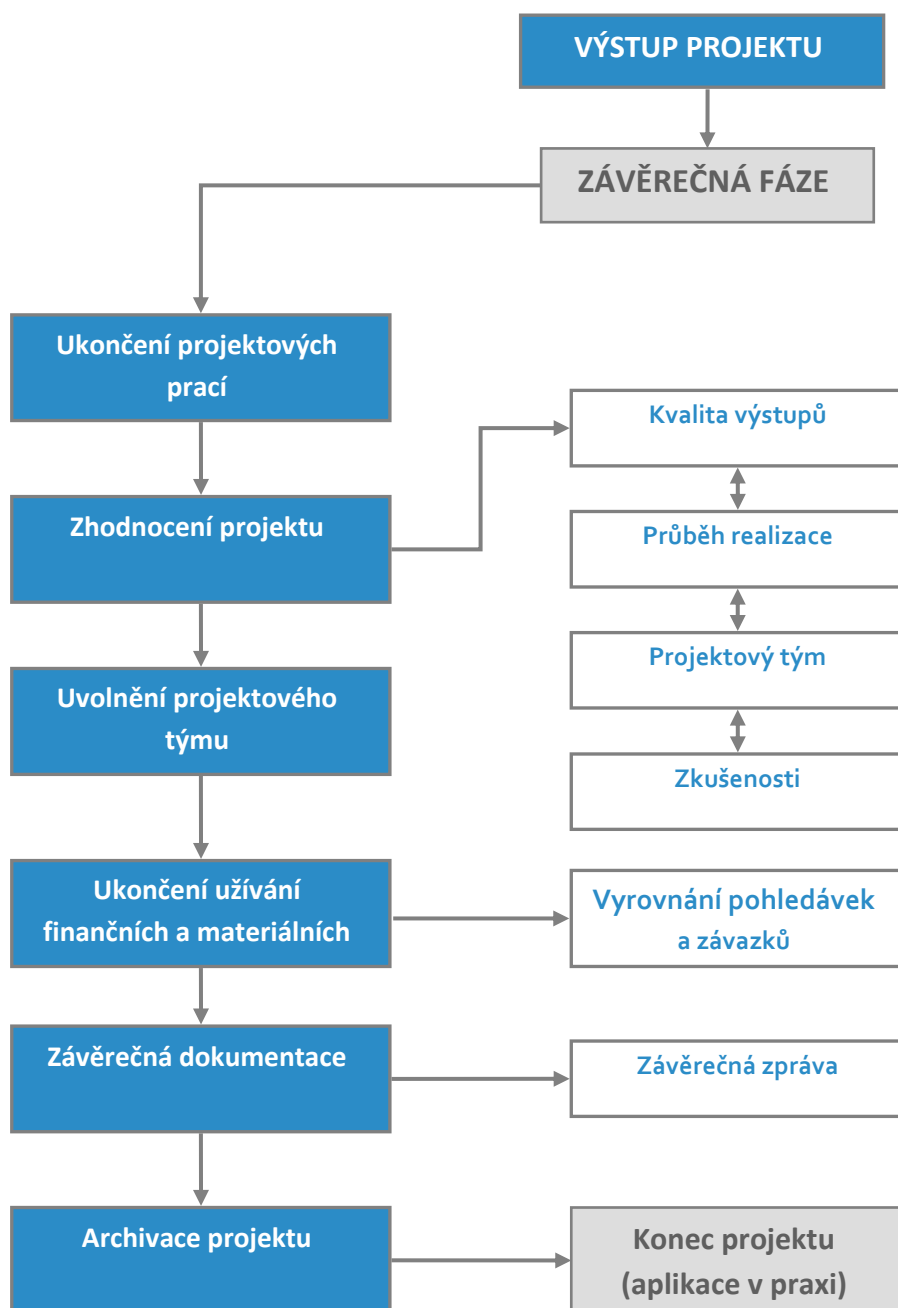 VÝSTUP PROJEKTU
ZÁVĚREČNÁ FÁZE
Ukončení projektových
prací
Kvalita výstupů
Zhodnocení projektu
Průběh realizace
Projektový tým
Uvolnění projektového
týmu
Zkušenosti
Ukončení užívání
finančních a materiálních
Vyrovnání pohledávek
a závazků
Závěrečná dokumentace
Závěrečná zpráva
Archivace projektu
Konec projektu
(aplikace v praxi)